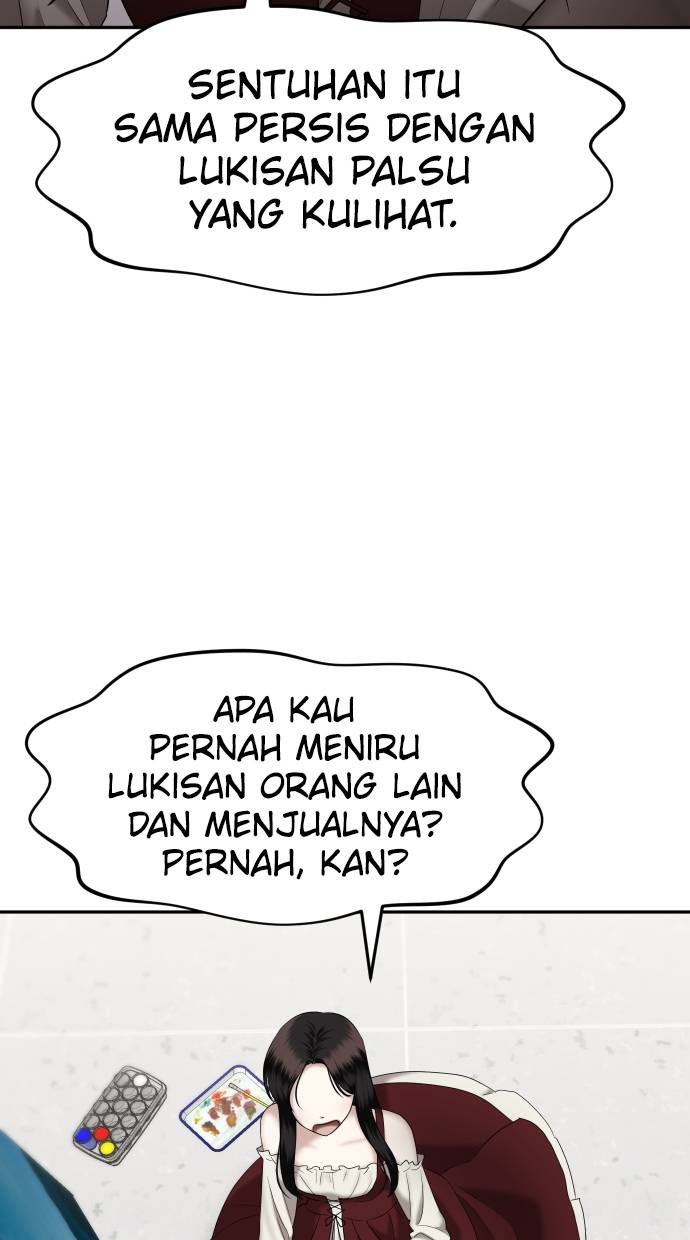 SENTUHAN ITU
SAMA PERSIS DENGAN
LUKISAN PALSU
YANG KULIHAT.
APA KAU
PERNAH MENIRU
LUKISAN ORANG LAIN
DAN MENJUALNYA?
PERNAH, KAN?